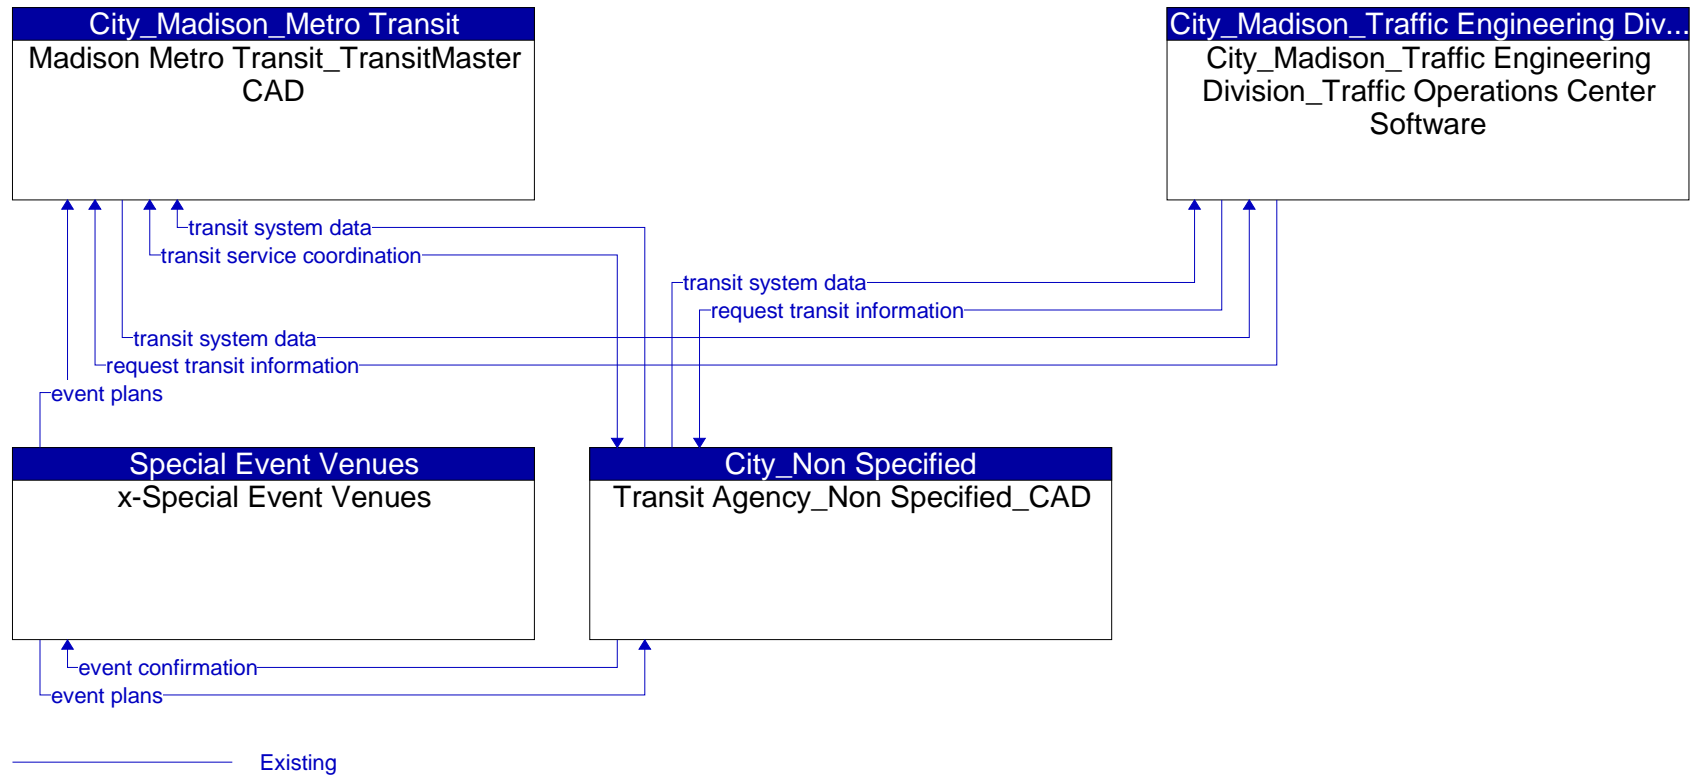 City_Madison_Metro Transit
Madison Metro Transit_TransitMaster
CAD
City_Madison_Traffic Engineering Div...
City_Madison_Traffic Engineering
Division_Traffic Operations Center
Software
transit system data
transit service coordination
transit system data
request transit information
transit system data
request transit information
event plans
Special Event Venues
x-Special Event Venues
City_Non Specified
Transit Agency_Non Specified_CAD
event confirmation
event plans
Existing